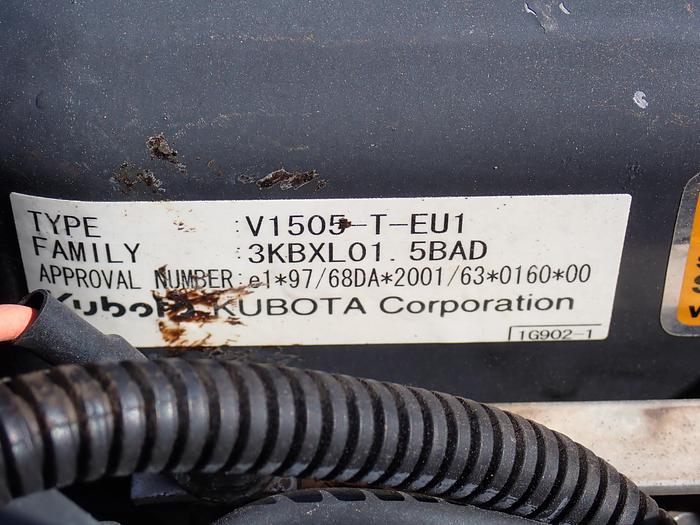 TYPE :V1505-T-EU1
FAMILY :3KBXL01.5BAD
APPROVAL NUMBER:e1*97/68DA*2001/63*0160*00
Kubota KUBOTA Corporation
1G902-1